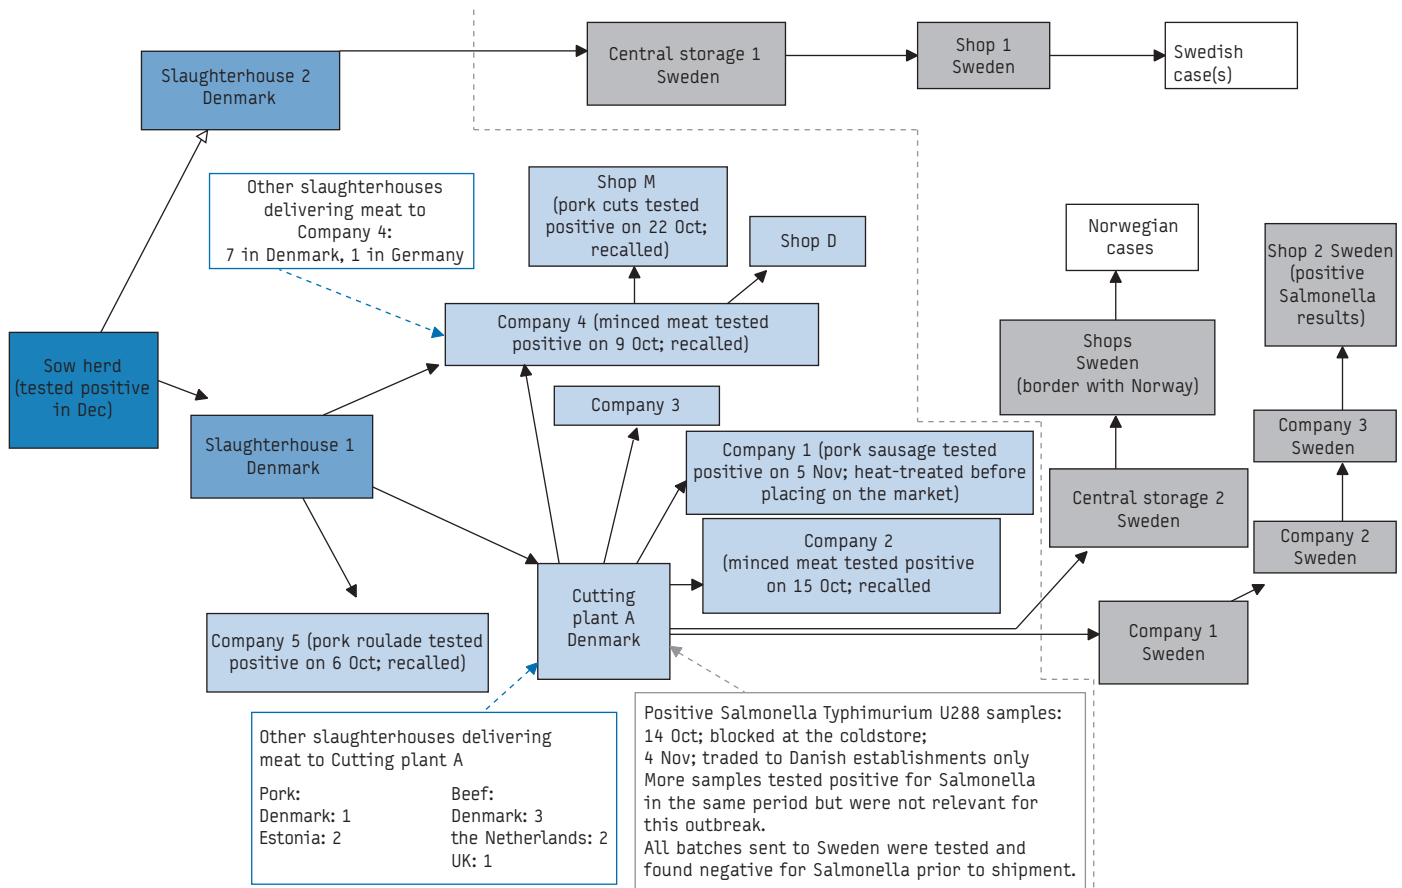 Slaughterhouse 2
Denmark
Central storage 1
Sweden
Shop 1
Sweden
Swedish
case(s)
Other slaughterhouses
delivering meat to
Company 4:
7 in Denmark, 1 in Germany
Shop M
(pork cuts tested
positive on 22 Oct;
recalled)
Shop D
Norwegian
cases
Shop 2 Sweden
(positive
Salmonella
results)
Company 4 (minced meat tested
positive on 9 Oct; recalled)
Sow herd
(tested positive
in Dec)
Shops
Sweden
(border with Norway)
Company 3
Company 3
Sweden
Slaughterhouse 1
Denmark
Company 1 (pork sausage tested
positive on 5 Nov; heat-treated before
placing on the market)
Central storage 2
Sweden
Company 2
(minced meat tested positive
on 15 Oct; recalled
Company 2
Sweden
Cutting
plant A
Denmark
Company 1
Sweden
Company 5 (pork roulade tested
positive on 6 Oct; recalled)
Other slaughterhouses delivering
meat to Cutting plant A
Pork:
Denmark: 1
Estonia: 2
Beef:
Denmark: 3
the Netherlands: 2
UK: 1
Positive Salmonella Typhimurium U288 samples:
14 Oct; blocked at the coldstore;
4 Nov; traded to Danish establishments only
More samples tested positive for Salmonella
in the same period but were not relevant for
this outbreak.
All batches sent to Sweden were tested and
found negative for Salmonella prior to shipment.